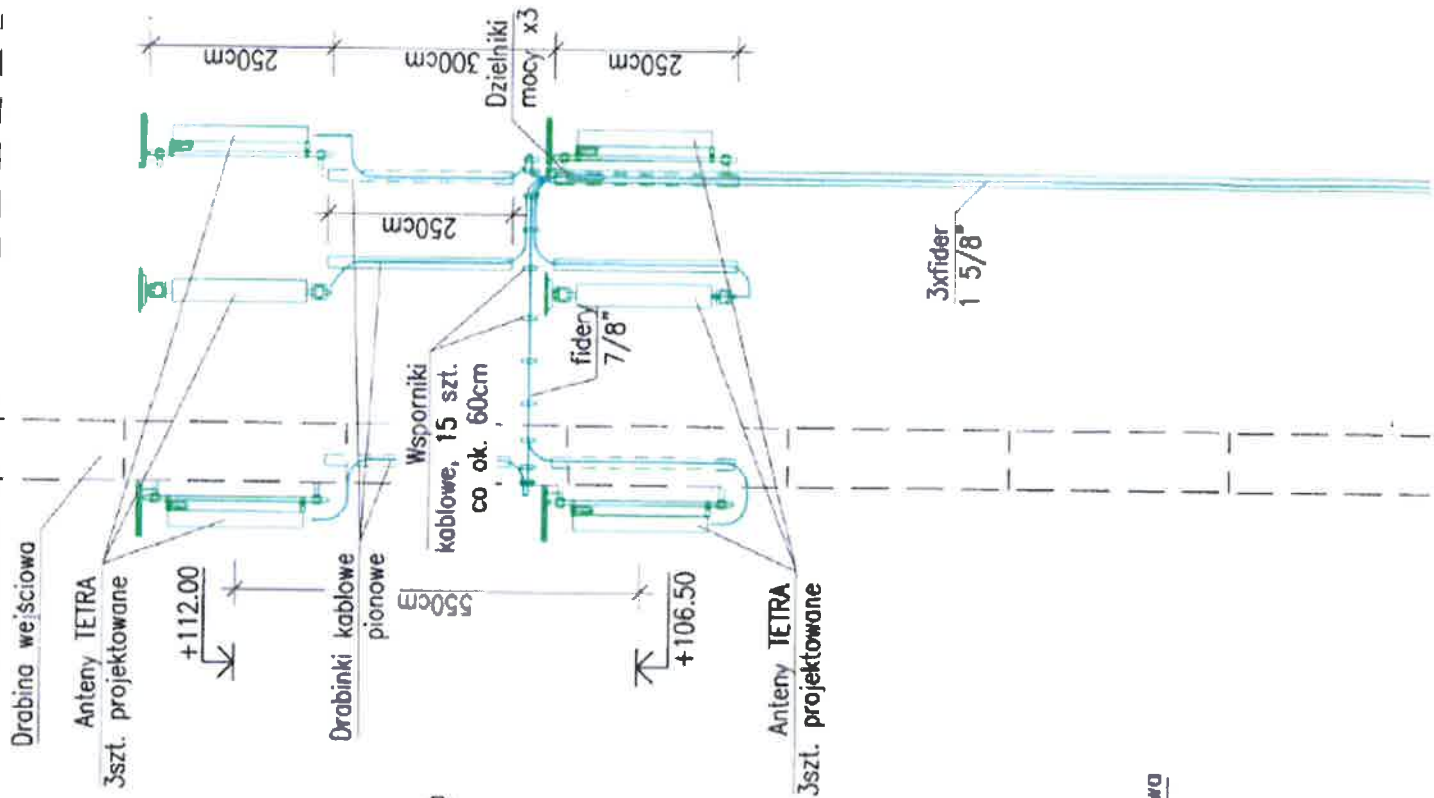 250cm
300cm
250cm
Dzielniki
mocy x3
Drabina wejściowa
Anteny TETRA
3szt. projektowane
+112.00
250cm
Wsporniki
kablowe, 15 szt.
co ok. 60cm
fidery
7/8"
3xfider
1 5/8"
Drabinki kablowe
pionowe
550cm
+106.50
Anteny TETRA
3szt. projektowane
wa